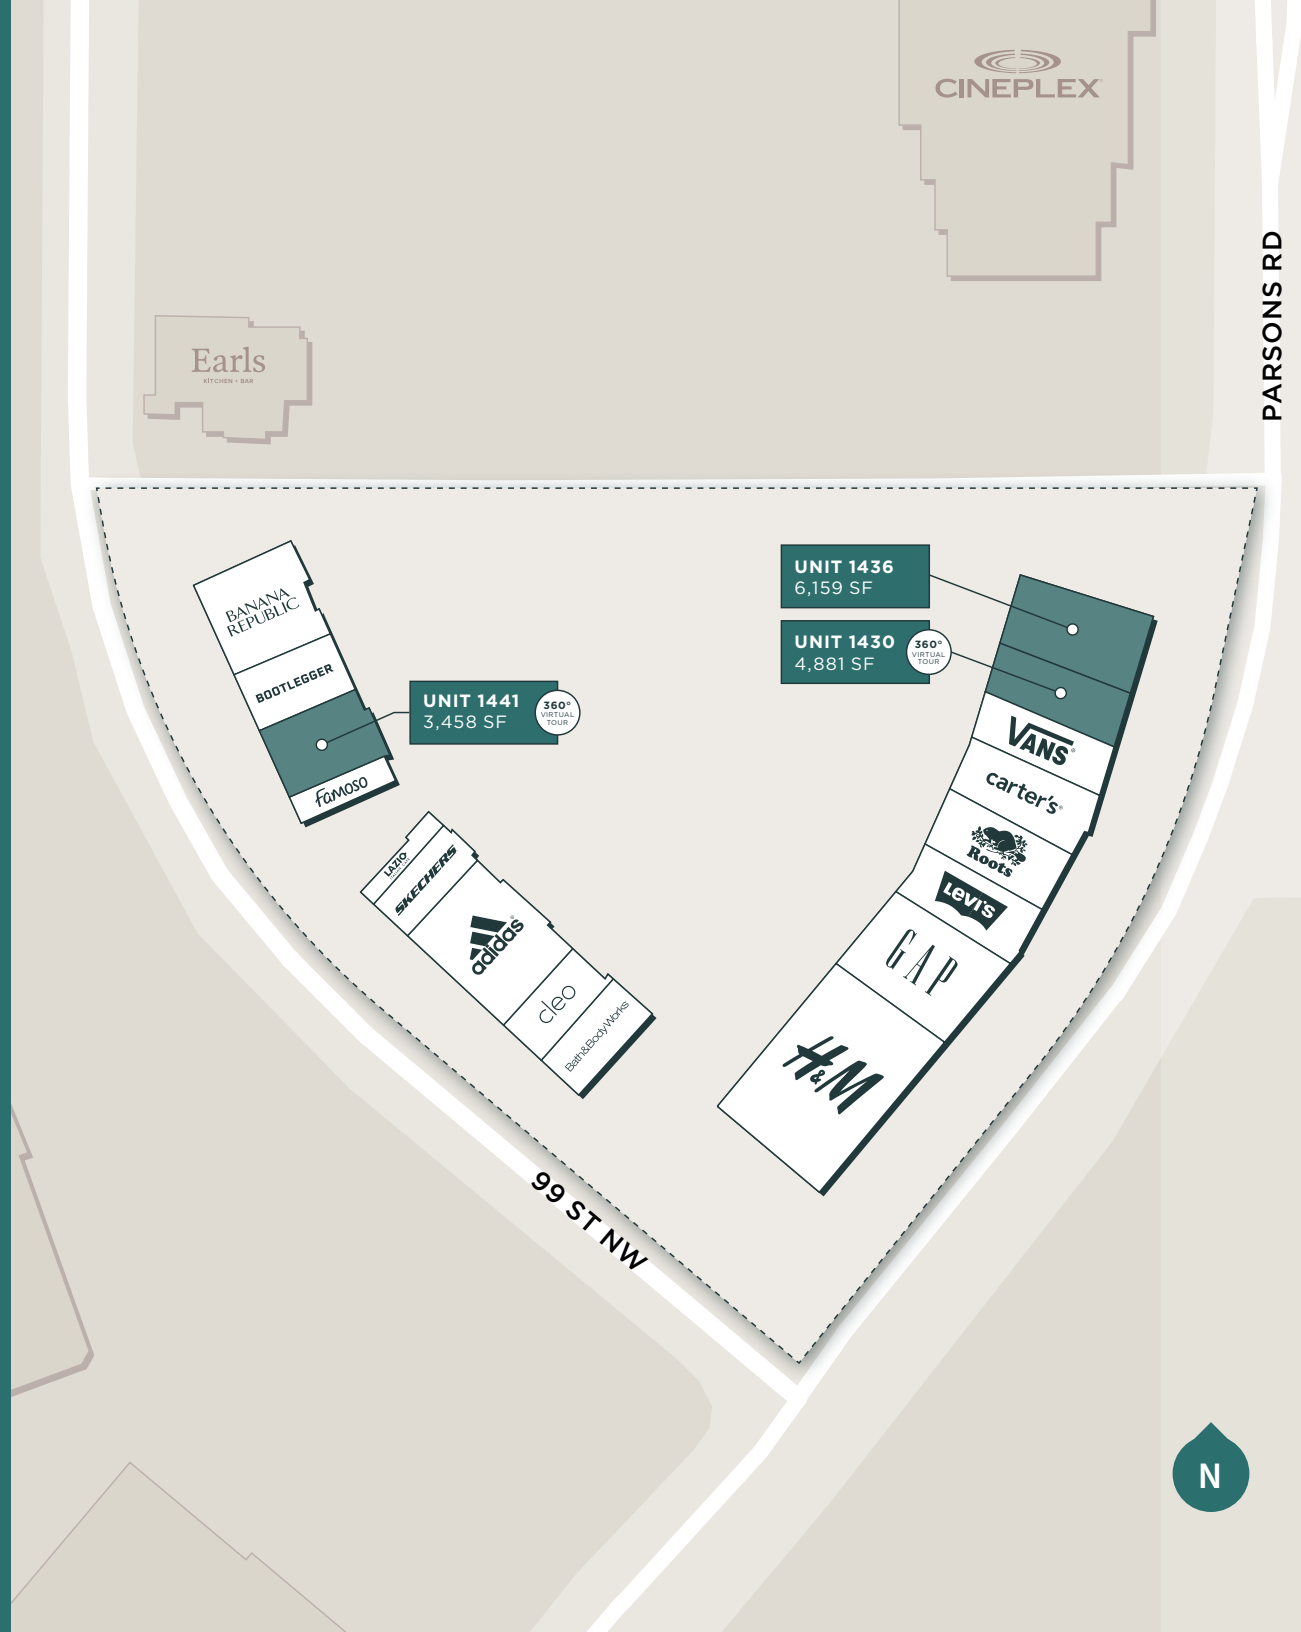 CINEPLEX
PARSONS RD
Earls
KITCHEN + BAR
BANANA
REPUBLIC
BOOTLEGGER
UNIT 1441
3,458 SF
360°
VIRTUAL
TOUR
famoso
UNIT 1436
6,159 SF
UNIT 1430
4,881 SF
360°
VIRTUAL
TOUR
VANS
carter's
Roots
Levi's
GAP
H&M
LAZIO
SKECHERS
adidas
cleo
Bath&BodyWorks
99 ST NW
N